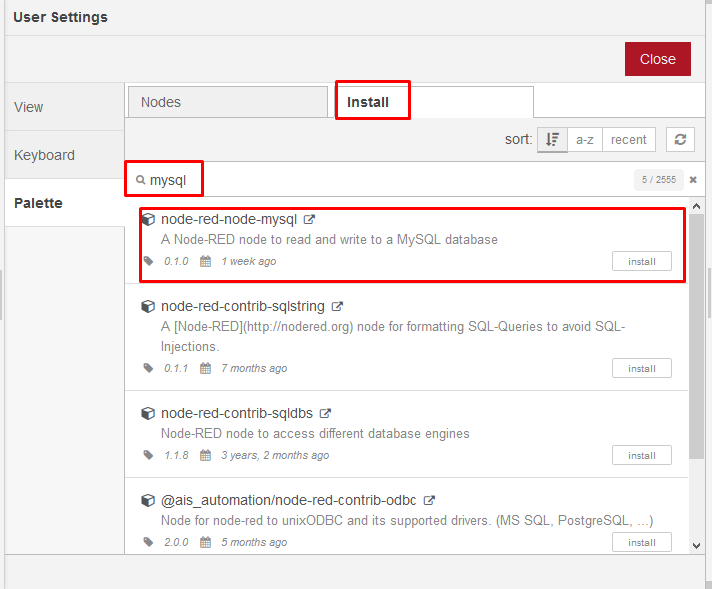 User Settings
Close
View
Keyboard
Palette
Nodes
Install
sort: a-z recent
mysql 5 / 2555
node-red-node-mysql
A Node-RED node to read and write to a MySQL database
0.1.0 1 week ago install
node-red-contrib-sqlstring
A [Node-RED](http://nodered.org) node for formatting SQL-Queries to avoid SQL-
Injections.
0.1.1 7 months ago install
node-red-contrib-sqldbs
Node-RED node to access different database engines
1.1.8 3 years, 2 months ago install
@ais_automation/node-red-contrib-odbc
Node for node-red to unixODBC and its supported drivers. (MS SQL, PostgreSQL, ...)
2.0.0 5 months ago install